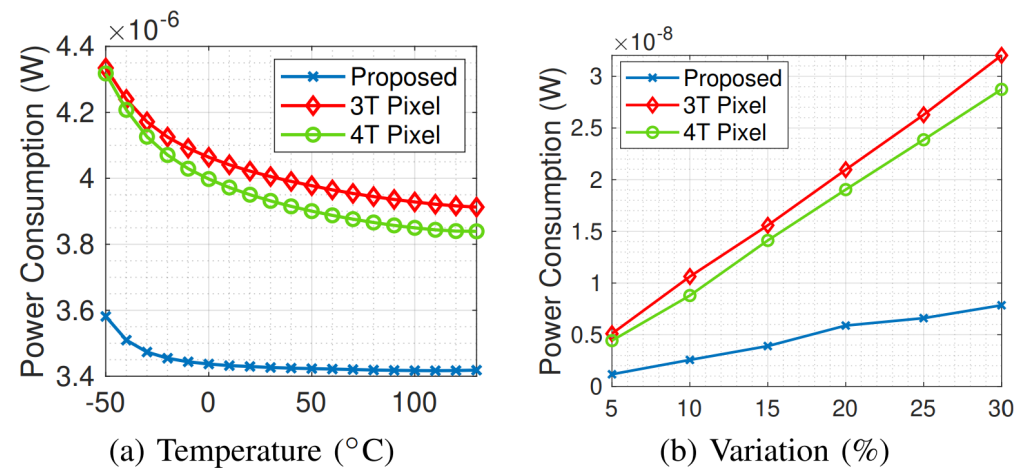 ×10^-6
4.4
4.2
4
3.8
3.6
3.4
Power Consumption (W)
Proposed
3T Pixel
4T Pixel
-50
0
50
100
(a) Temperature (°C)
×10^-8
3
2.5
2
1.5
1
0.5
0
Power Consumption (W)
Proposed
3T Pixel
4T Pixel
5
10
15
20
25
30
(b) Variation (%)